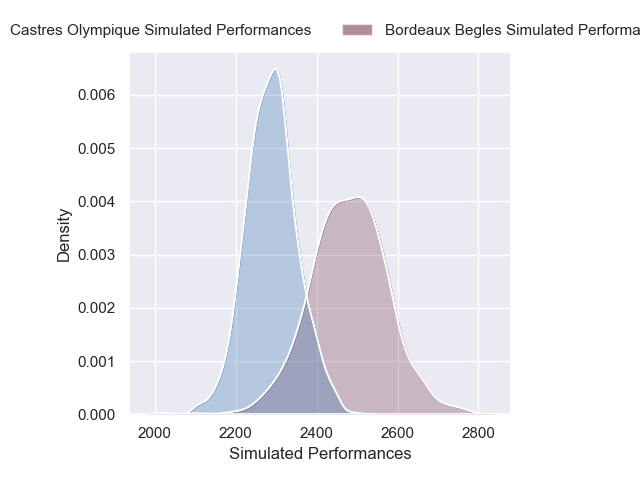 Castres Olympique Simulated Performances Bordeaux Begles Simulated Performa
0.006
0.005
0.004
0.003
0.002
0.001
0.000
Density
2000 2200 2400 2600 2800
Simulated Performances